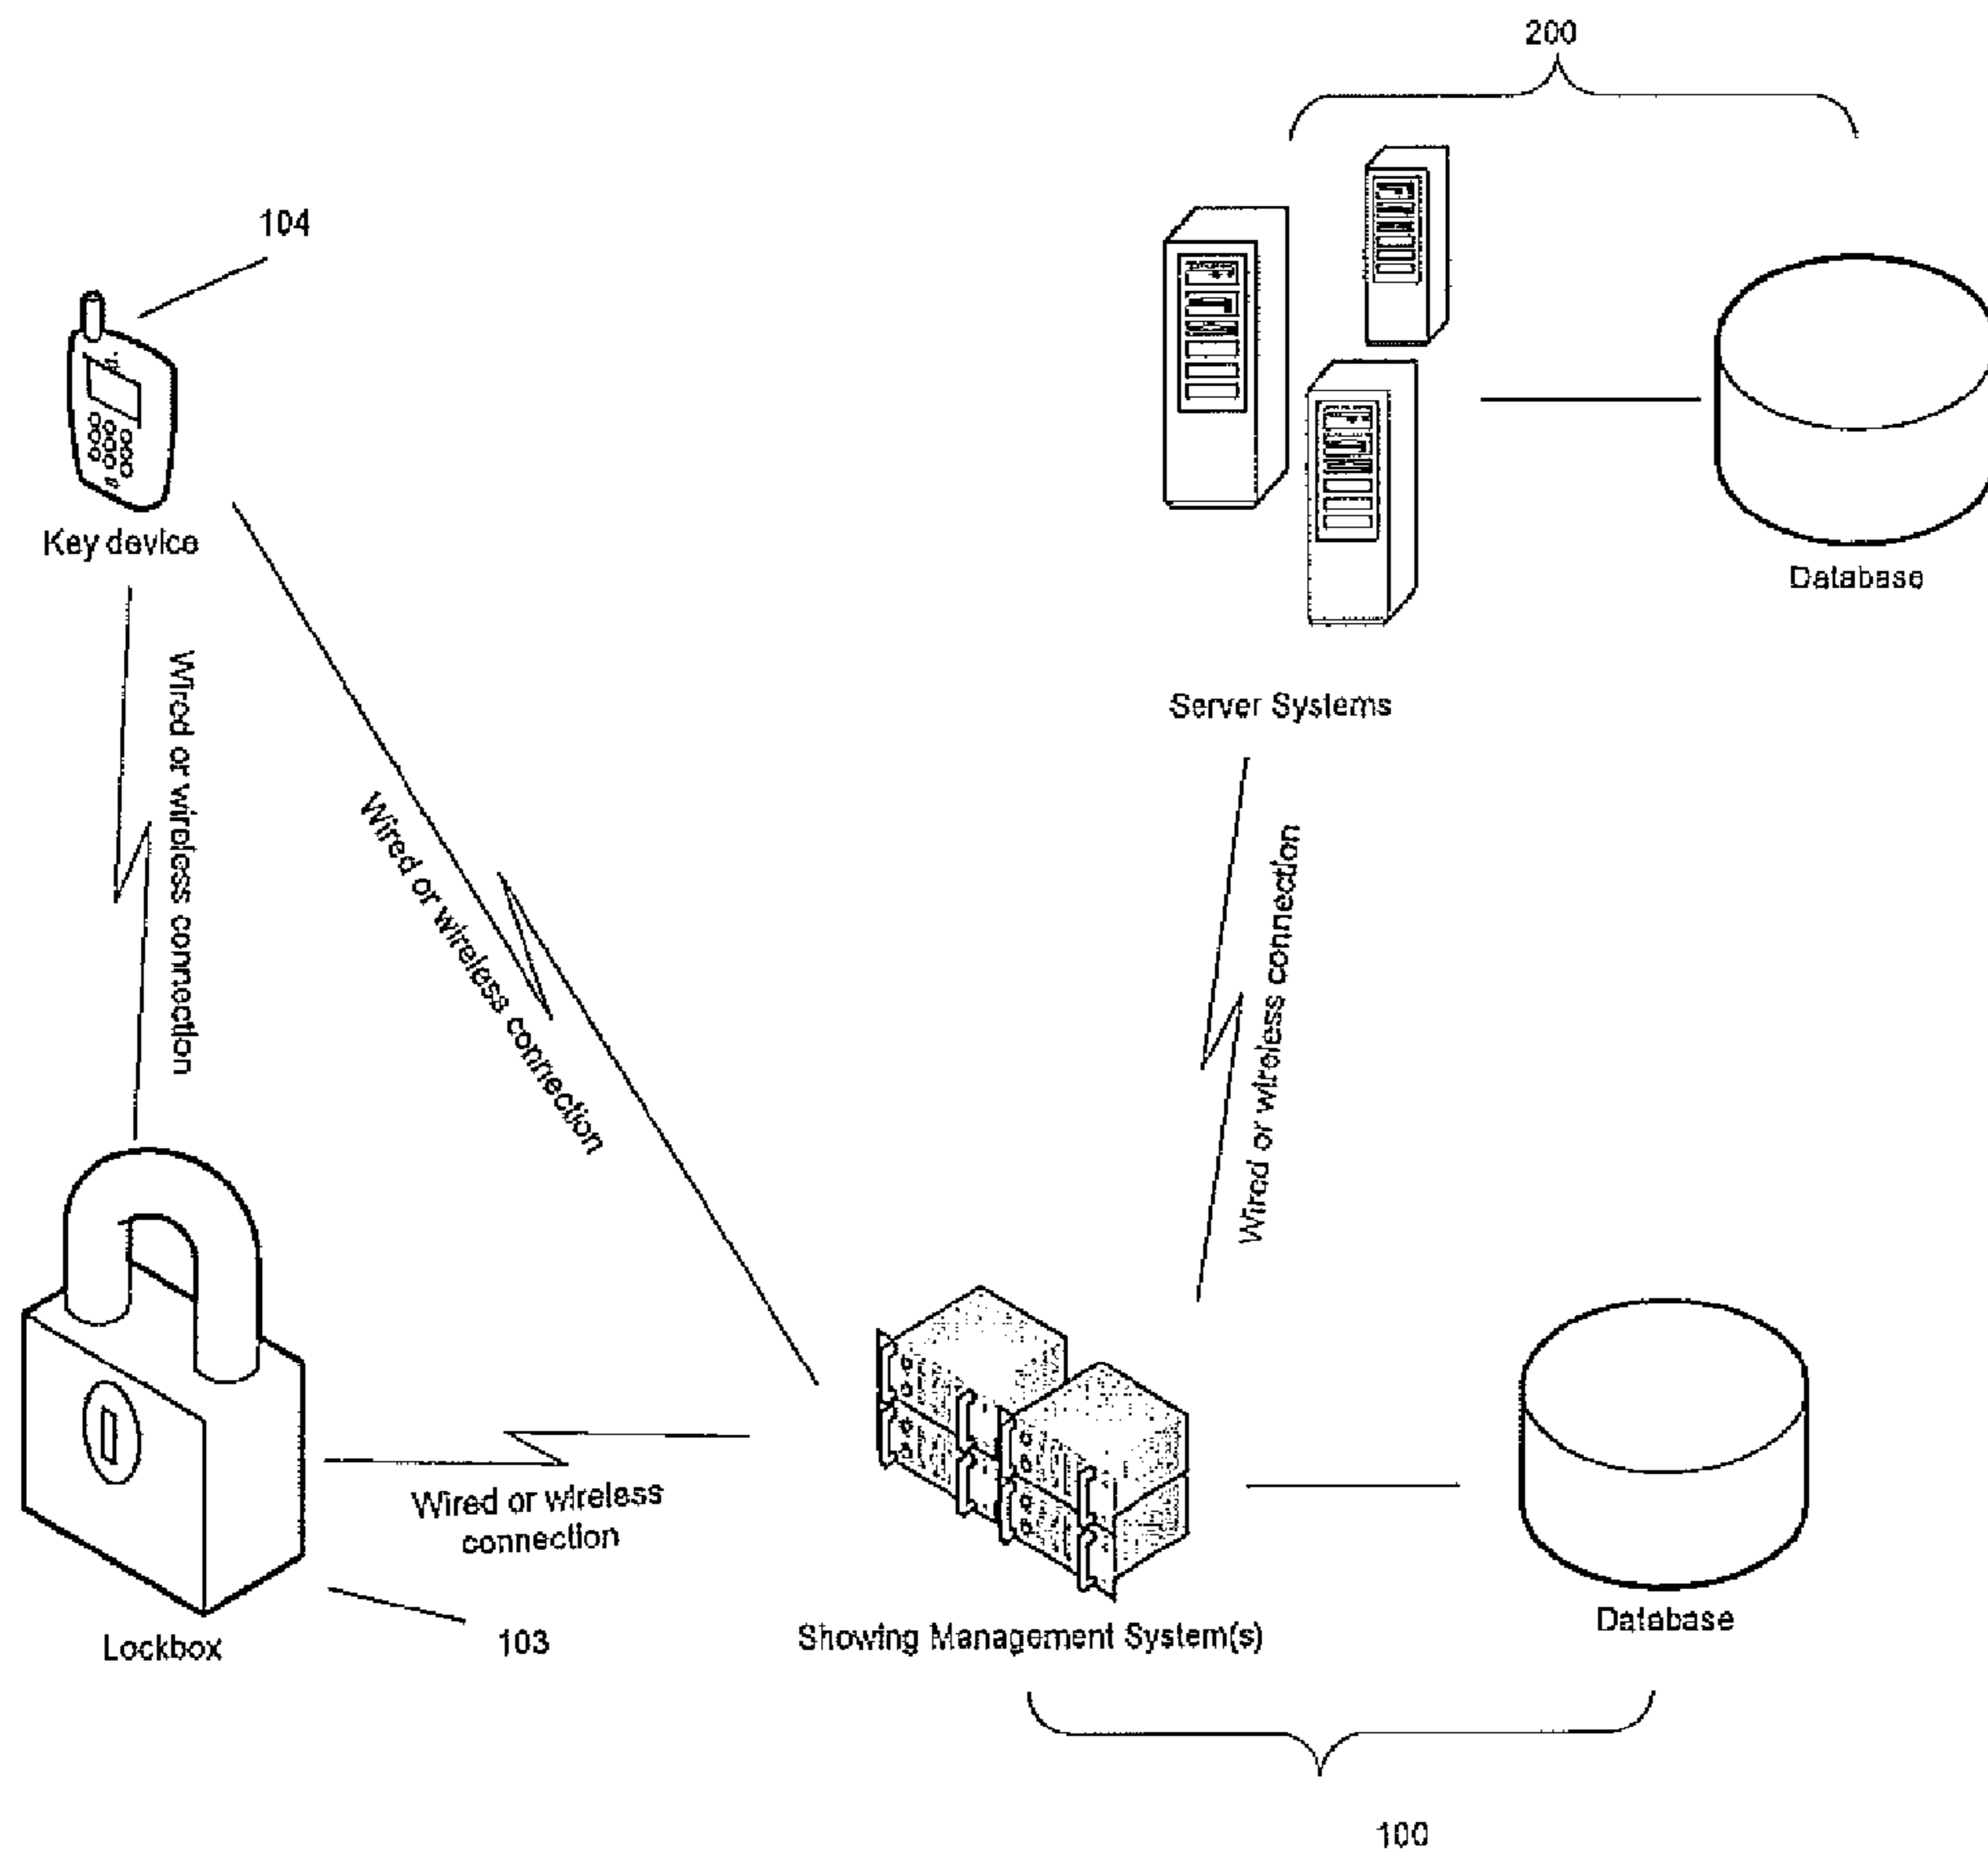 200
104
Key device
Database
Server Systems
Wired or wireless connection
Wired or wireless connection
Wired or wireless connection
Wired or wireless
connection
Lockbox
103
Showing Management System(s)
Database
100